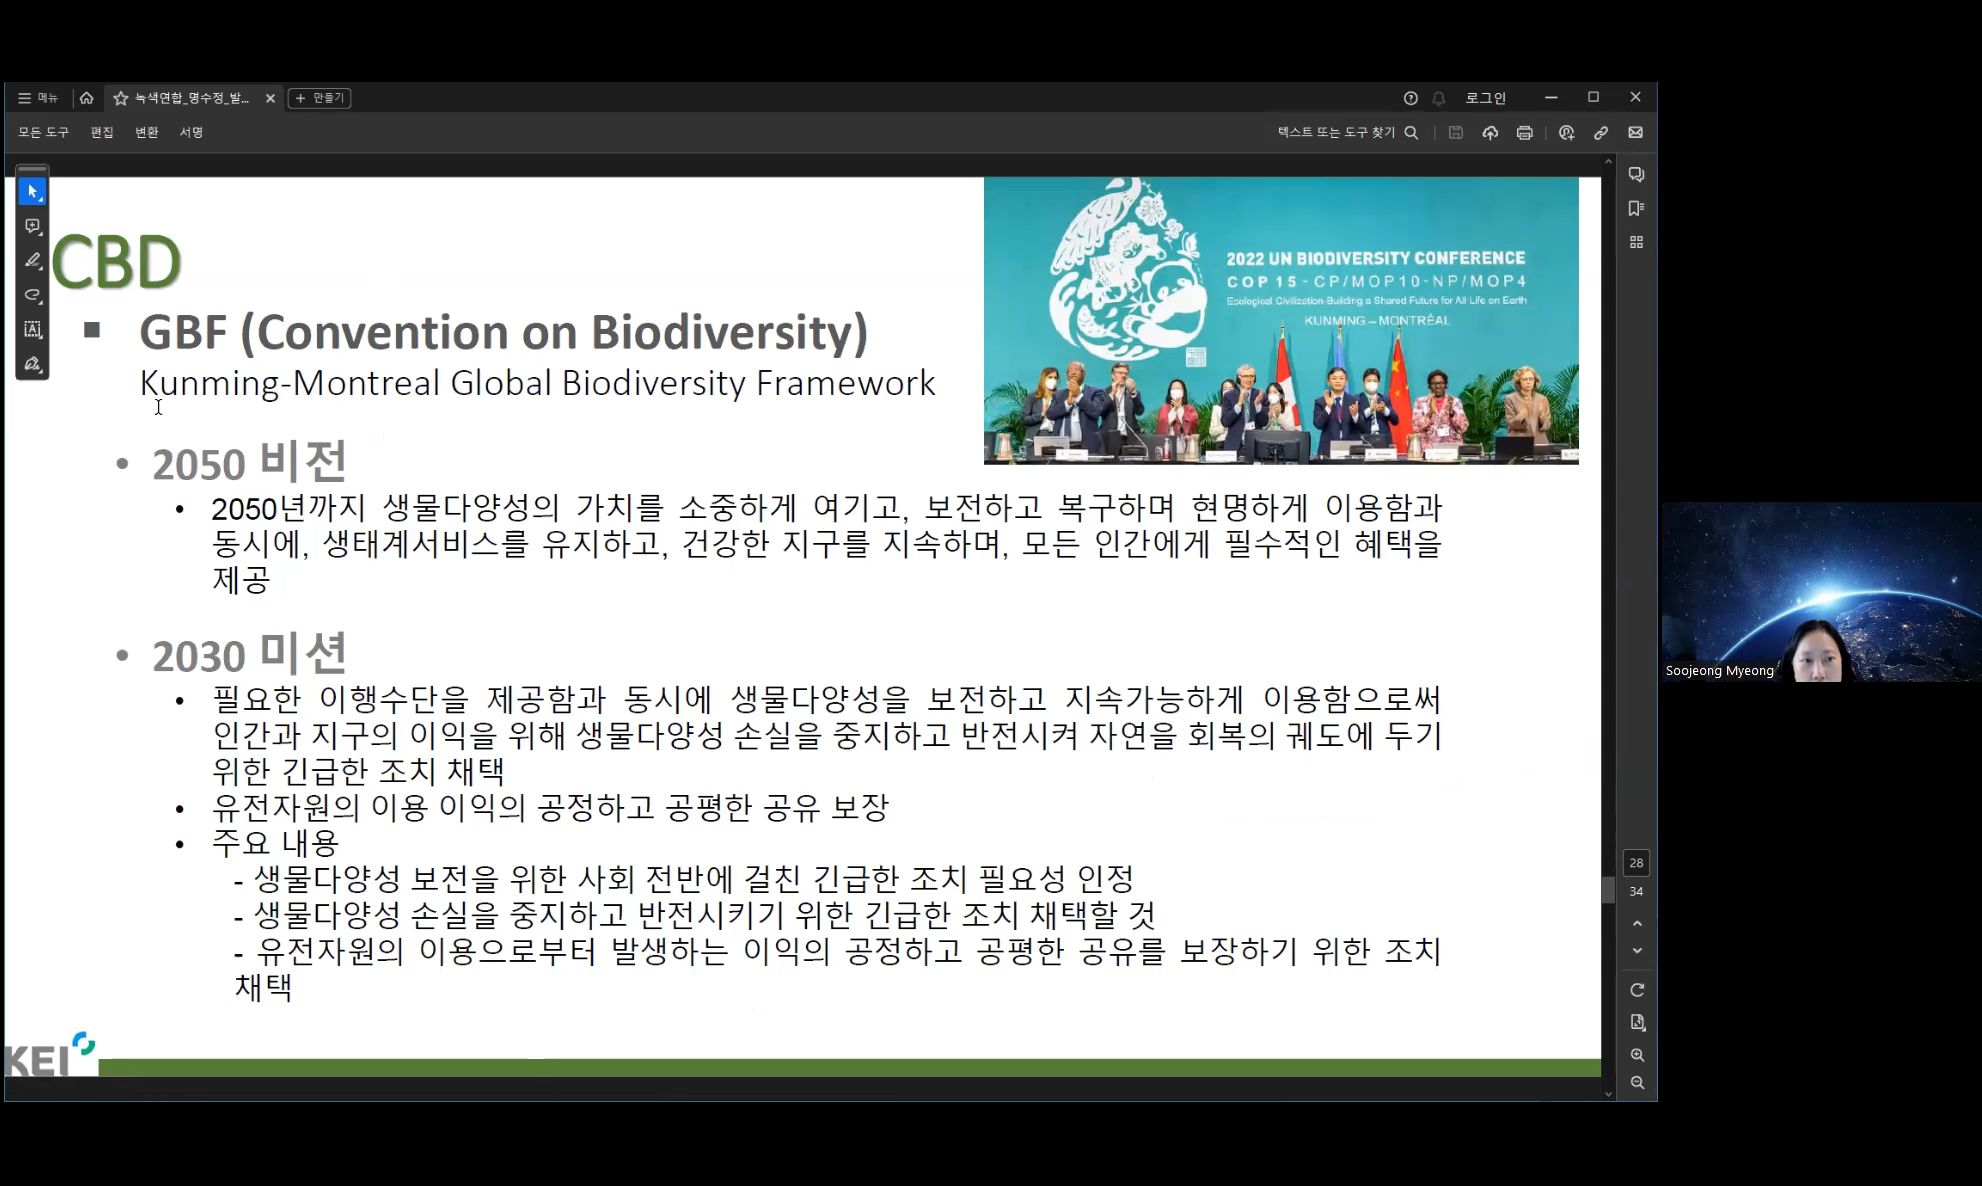 메뉴
녹색연합_명수정_발...
만들기
로그인
모든 도구 편집 변환 서명
텍스트 또는 도구 찾기
CBD
GBF (Convention on Biodiversity)
Kunming-Montreal Global Biodiversity Framework
2022 UN BIODIVERSITY CONFERENCE
COP 15 - CP/MOP10-NP/MOP4
Ecological Civilization-Building a Shared Future for All Life on Earth
KUNMING – MONTRÉAL
• 2050 비전
• 2050년까지 생물다양성의 가치를 소중하게 여기고, 보전하고 복구하며 현명하게 이용함과
동시에, 생태계서비스를 유지하고, 건강한 지구를 지속하며, 모든 인간에게 필수적인 혜택을
제공
• 2030 미션
• 필요한 이행수단을 제공함과 동시에 생물다양성을 보전하고 지속가능하게 이용함으로써
인간과 지구의 이익을 위해 생물다양성 손실을 중지하고 반전시켜 자연을 회복의 궤도에 두기
위한 긴급한 조치 채택
• 유전자원의 이용 이익의 공정하고 공평한 공유 보장
• 주요 내용
- 생물다양성 보전을 위한 사회 전반에 걸친 긴급한 조치 필요성 인정
- 생물다양성 손실을 중지하고 반전시키기 위한 긴급한 조치 채택할 것
- 유전자원의 이용으로부터 발생하는 이익의 공정하고 공평한 공유를 보장하기 위한 조치
채택
KEI
28
34
Soojeong Myeong